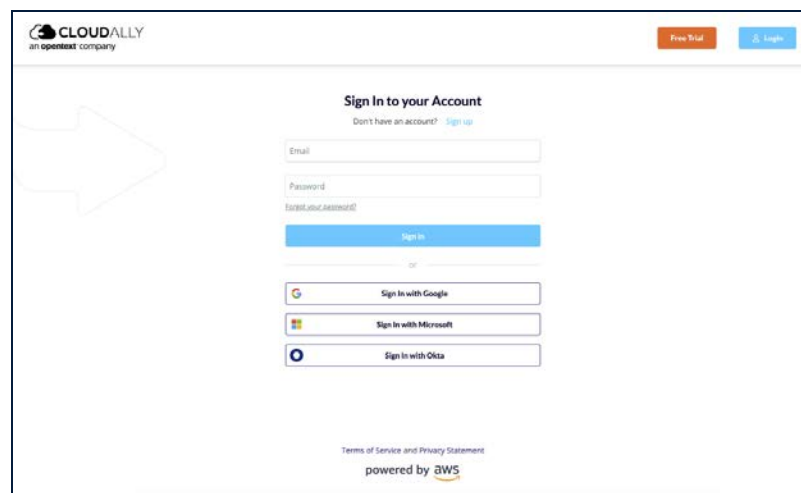 CLOUDALLY
an opentext company
Free Trial
Login
Sign In to your Account
Don't have an account? Sign up
Email
Password
Forgot your password?
Sign In
or
Sign In with Google
Sign In with Microsoft
Sign In with Okta
Terms of Service and Privacy Statement
powered by aws